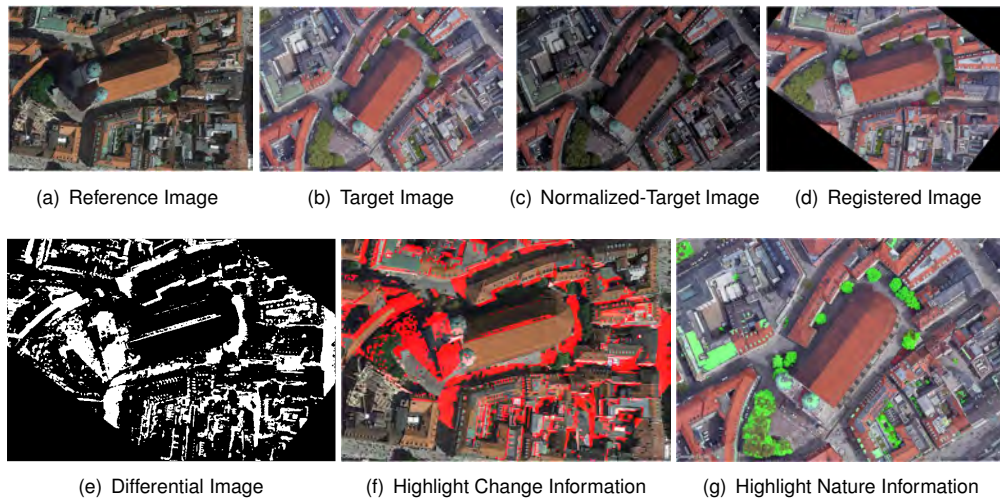 (a) Reference Image
(b) Target Image
(c) Normalized-Target Image
(d) Registered Image
(e) Differential Image
(f) Highlight Change Information
(g) Highlight Nature Information